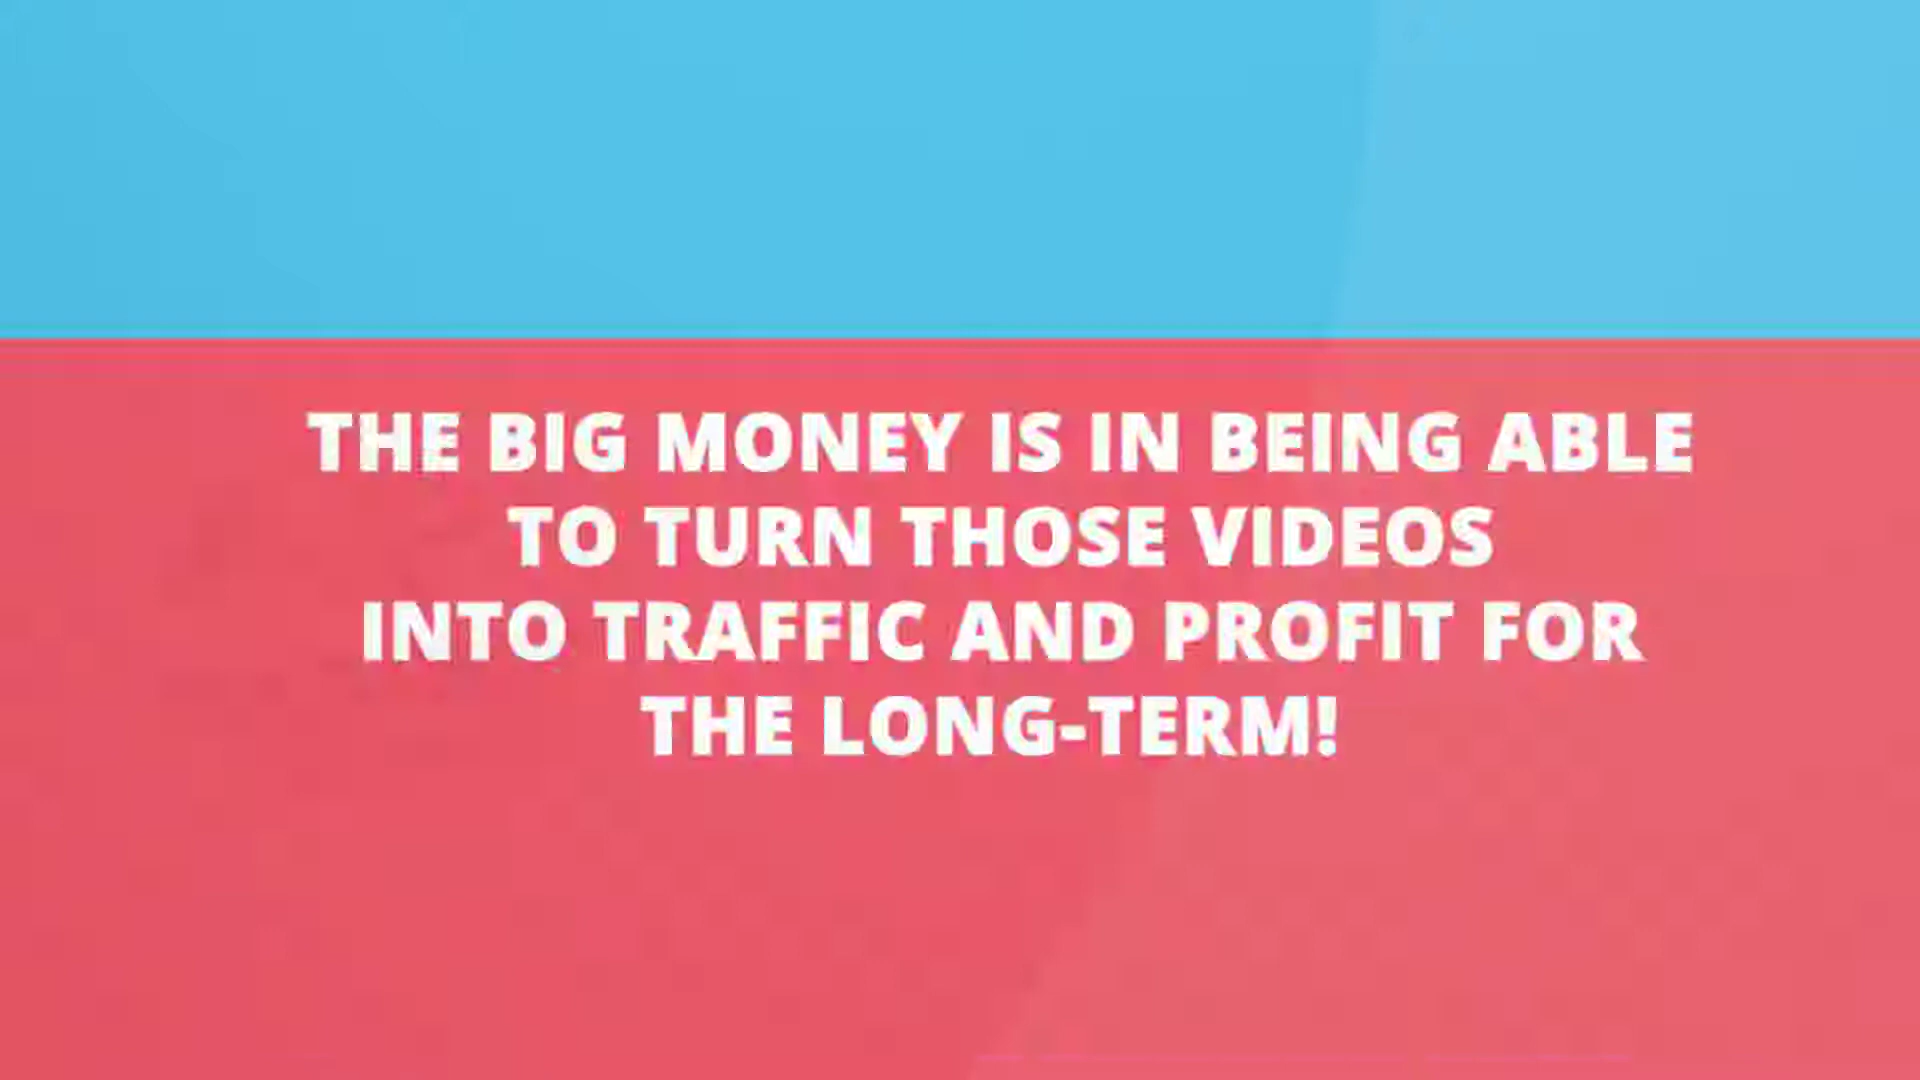 THE BIG MONEY IS IN BEING ABLE
TO TURN THOSE VIDEOS
INTO TRAFFIC AND PROFIT FOR
THE LONG-TERM!